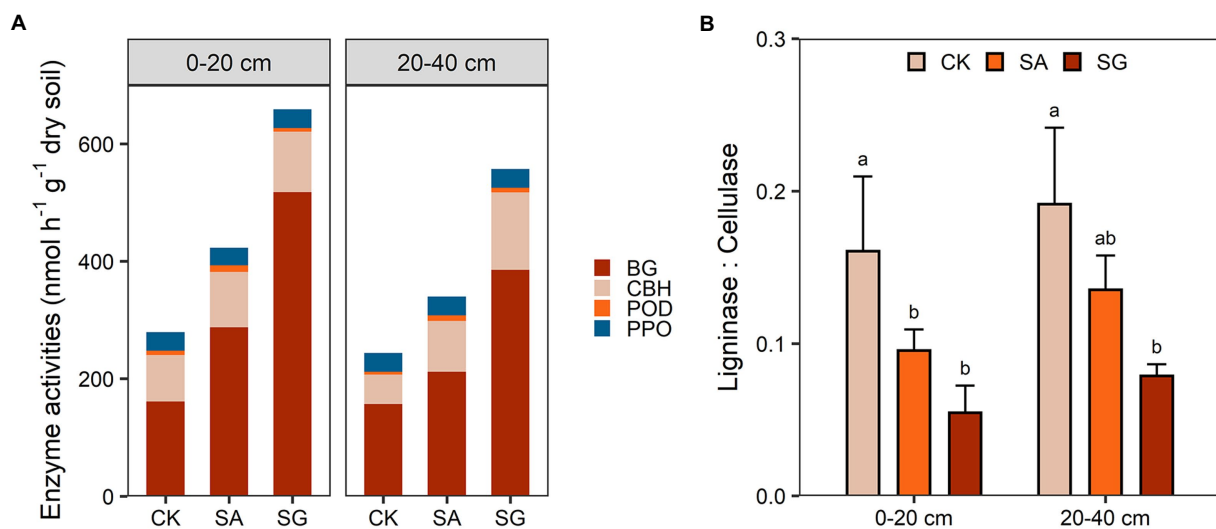 A
Enzyme activities (nmol h⁻¹ g⁻¹ dry soil)
0-20 cm
20-40 cm
600
400
200
0
CK SA SG
CK SA SG
BG
CBH
POD
PPO
B
Ligninase : Cellulase
0.3
0.2
0.1
0.0
CK SA SG
a
b
b
a
ab
b
0-20 cm
20-40 cm